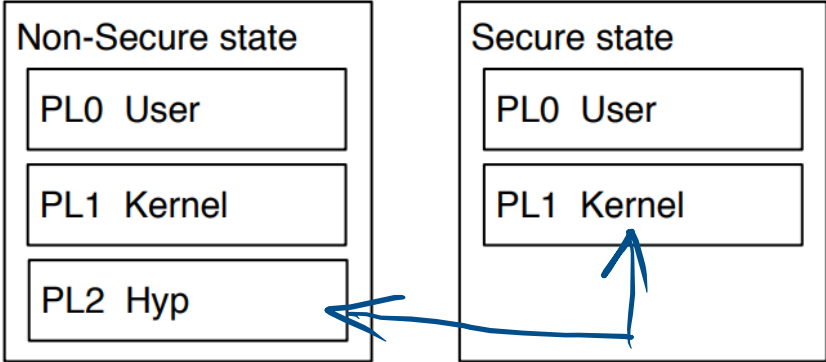 Non-Secure state
PL0 User
PL1 Kernel
PL2 Hyp
Secure state
PL0 User
PL1 Kernel